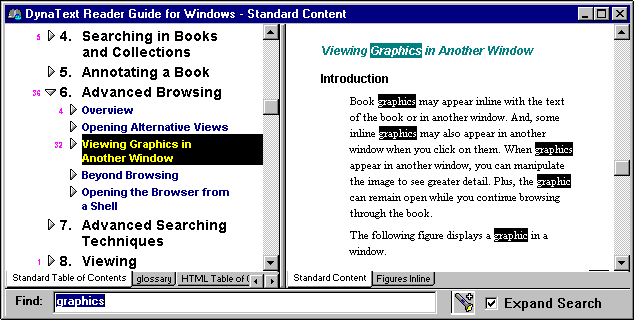 DynaText Reader Guide for Windows - Standard Content
5 4. Searching in Books
and Collections
5. Annotating a Book
36 6. Advanced Browsing
4 Overview
Opening Alternative Views
32 Viewing Graphics in
Another Window
Beyond Browsing
Opening the Browser from
a Shell
7. Advanced Searching
Techniques
1 8. Viewing
Standard Table of Contents glossary HTML Table of C
Viewing Graphics in Another Window
Introduction
Book graphics may appear inline with the text
of the book or in another window. And, some
inline graphics may also appear in another
window when you click on them. When graphics
appear in another window, you can manipulate
the image to see greater detail. Plus, the graphic
can remain open while you continue browsing
through the book.
The following figure displays a graphic in a
window.
Standard Content Figures Inline
Find: graphics Expand Search